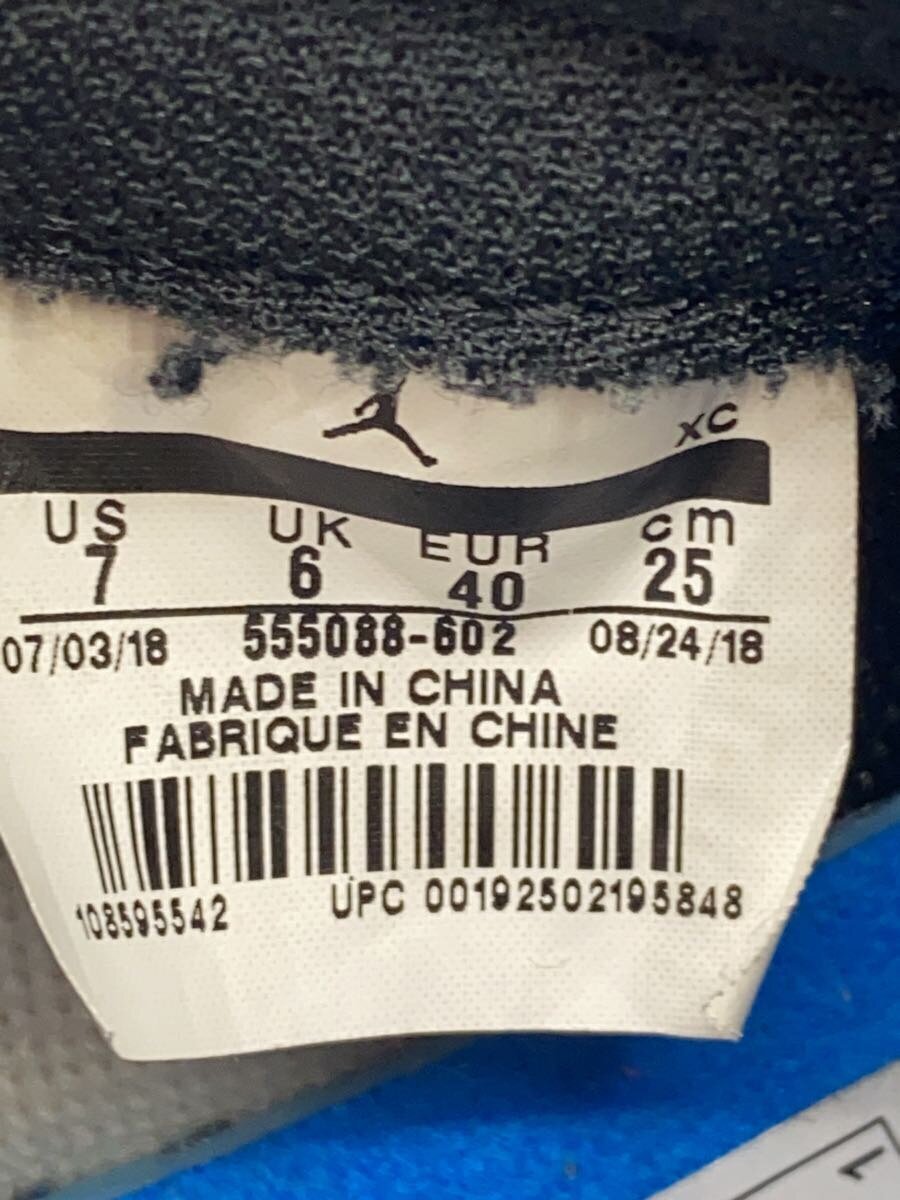 XC
US UK EUR cm
7 6 40 25
07/03/18 555088-602 08/24/18
MADE IN CHINA
FABRIQUE EN CHINE
108595542 UPC 00192502195848
1